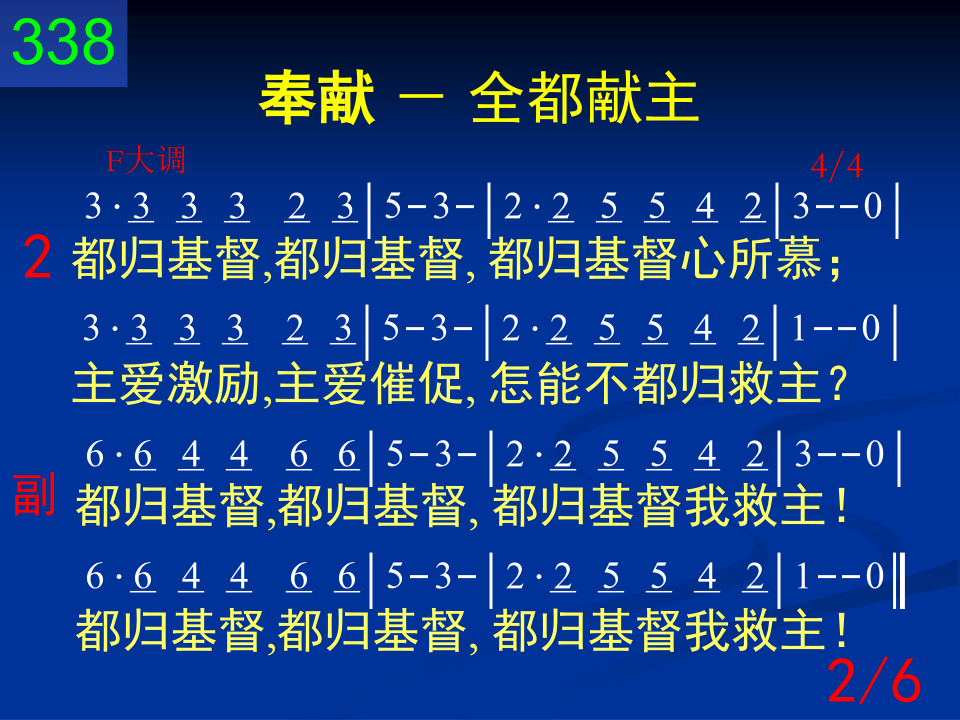 338
奉献 － 全都献主
F大调 4/4
3·3 3 3 2 3|5-3-|2·2 5 5 4 2|3--0|
2 都归基督,都归基督, 都归基督心所慕；
3·3 3 3 2 3|5-3-|2·2 5 5 4 2|1--0|
主爱激励,主爱催促, 怎能不都归救主？
6·6 4 4 6 6|5-3-|2·2 5 5 4 2|3--0|
副 都归基督,都归基督, 都归基督我救主！
6·6 4 4 6 6|5-3-|2·2 5 5 4 2|1--0‖
都归基督,都归基督, 都归基督我救主！
2/6